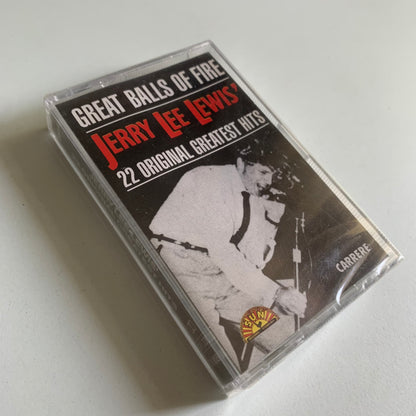 GREAT BALLS OF FIRE
JERRY LEE LEWIS'
22 ORIGINAL GREATEST HITS
CARRERE
SUN